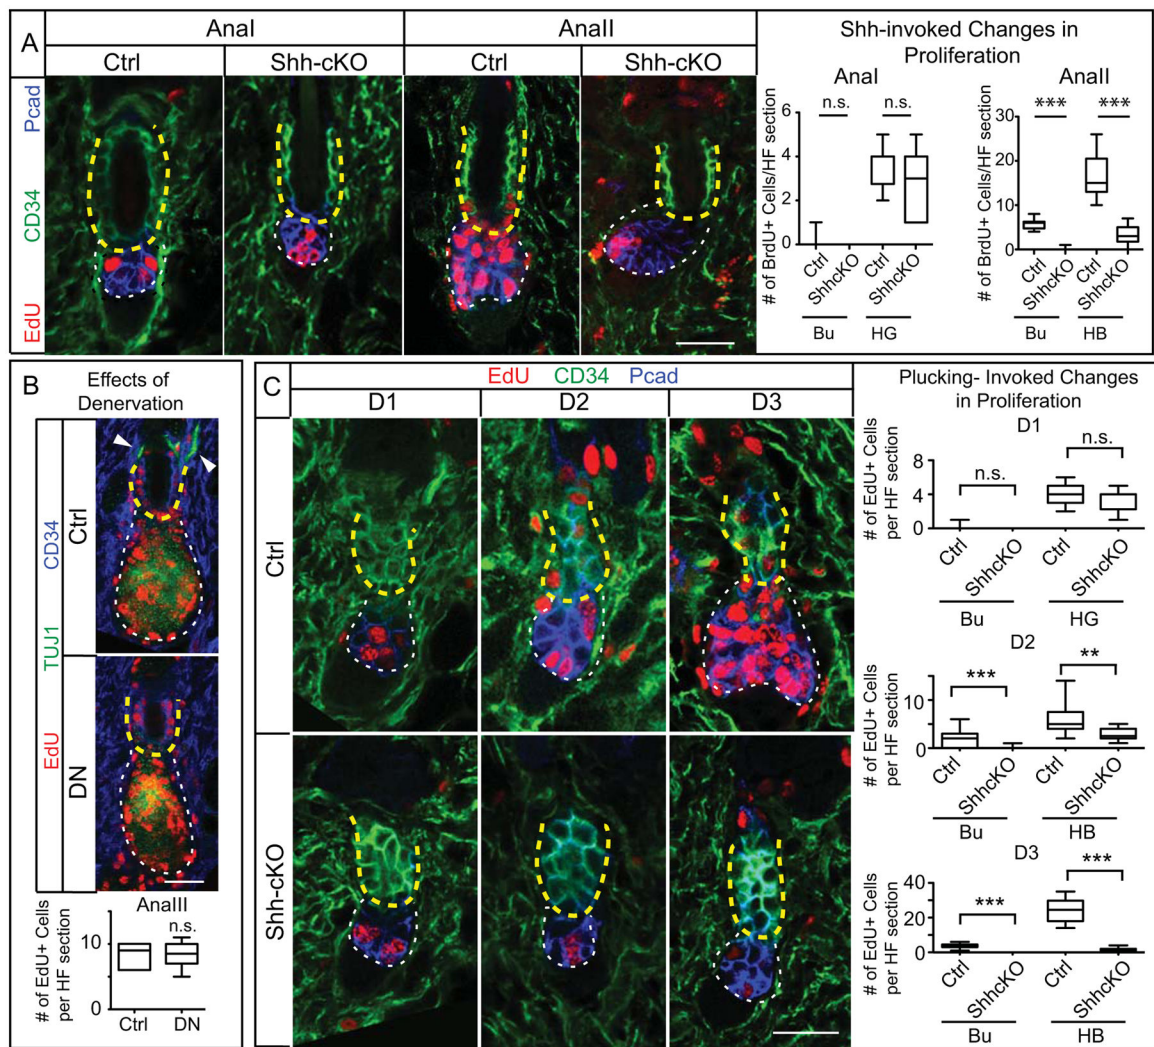 A
AnaI
AnaII
Ctrl
Shh-cKO
Ctrl
Shh-cKO
EdU CD34 Pcad
Shh-invoked Changes in
Proliferation
AnaI
# of BrdU+ Cells/HF section
6
4
2
0
n.s.
n.s.
Ctrl
ShhcKO
Ctrl
ShhcKO
Bu
HG
AnaII
# of BrdU+ Cells/HF section
30
20
10
0
***
***
Ctrl
ShhcKO
Ctrl
ShhcKO
Bu
HB
B
Effects of
Denervation
EdU TUJ1 CD34
Ctrl
DN
AnaIII
# of EdU+ Cells
per HF section
10
0
n.s.
Ctrl
DN
C
EdU CD34 Pcad
D1
D2
D3
Ctrl
Shh-cKO
Plucking- Invoked Changes
in Proliferation
D1
# of EdU+ Cells
per HF section
8
4
0
n.s.
n.s.
Ctrl
ShhcKO
Ctrl
ShhcKO
Bu
HG
D2
# of EdU+ Cells
per HF section
10
0
***
**
Ctrl
ShhcKO
Ctrl
ShhcKO
Bu
HB
D3
# of EdU+ Cells
per HF section
40
20
0
***
***
Ctrl
ShhcKO
Ctrl
ShhcKO
Bu
HB